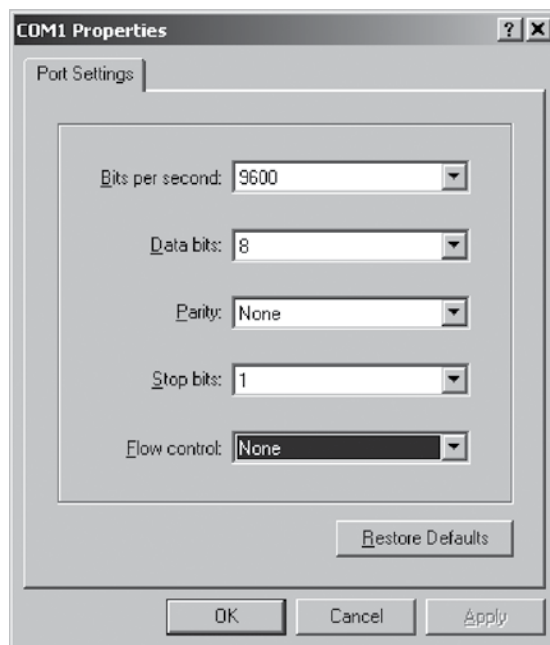 COM1 Properties
Port Settings
Bits per second: 9600
Data bits: 8
Parity: None
Stop bits: 1
Flow control: None
Restore Defaults
OK Cancel Apply